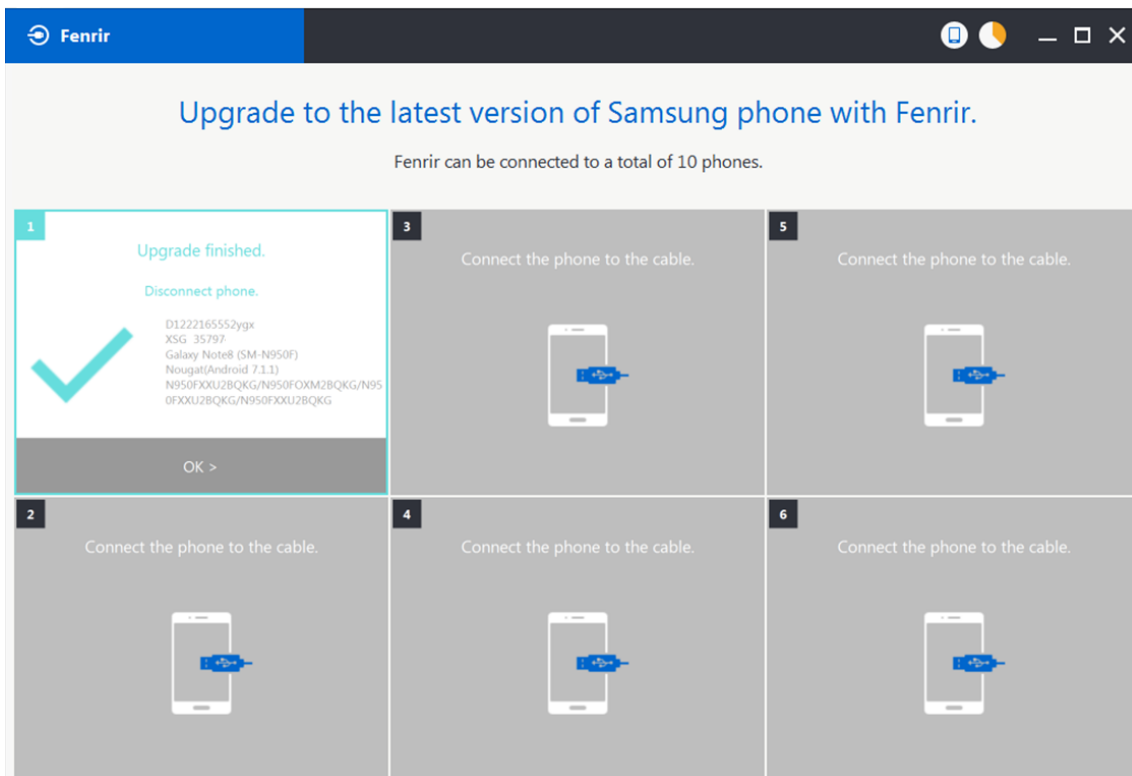 Fenrir
Upgrade to the latest version of Samsung phone with Fenrir.
Fenrir can be connected to a total of 10 phones.
1
Upgrade finished.
Disconnect phone.
D1222165552ygx
XSG 35797
Galaxy Note8 (SM-N950F)
Nougat(Android 7.1.1)
N950FXXU2BQKG/N950FOXM2BQKG/N95
0FXXU2BQKG/N950FXXU2BQKG
OK >
3
Connect the phone to the cable.
5
Connect the phone to the cable.
2
Connect the phone to the cable.
4
Connect the phone to the cable.
6
Connect the phone to the cable.